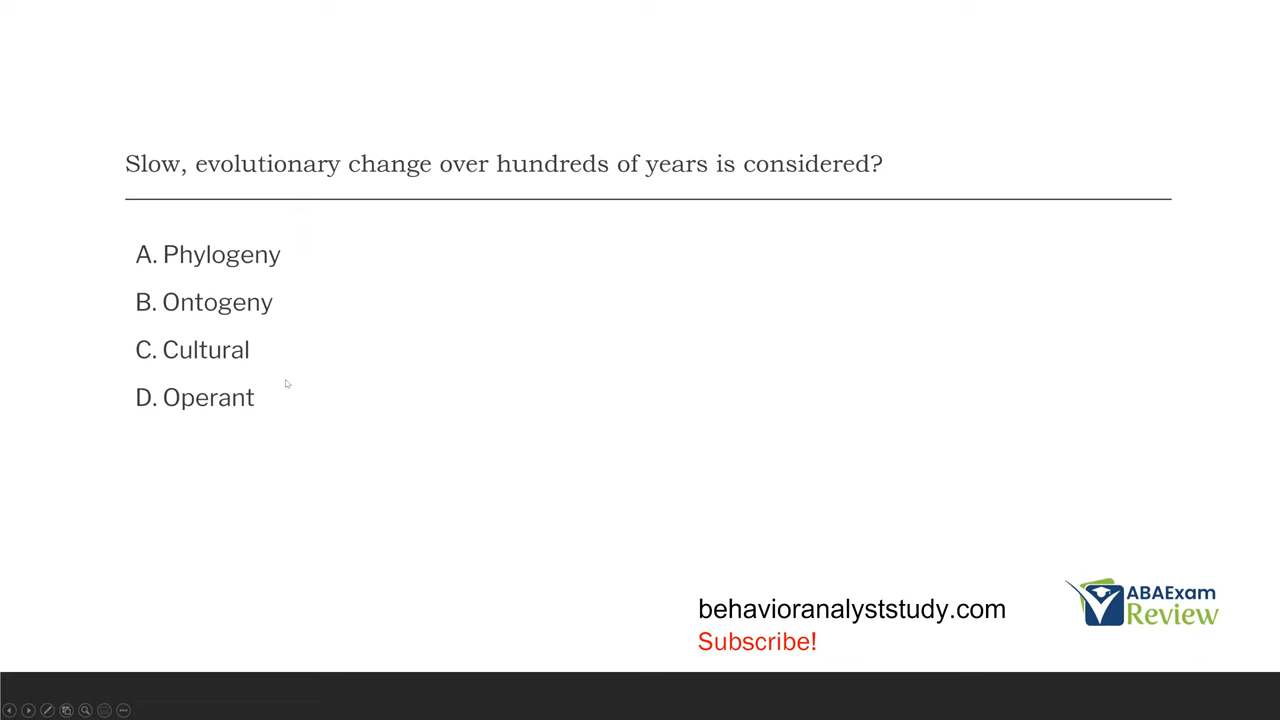 Slow, evolutionary change over hundreds of years is considered?
A. Phylogeny
B. Ontogeny
C. Cultural
D. Operant
behavioranalyststudy.com
Subscribe!
ABAExam
Review